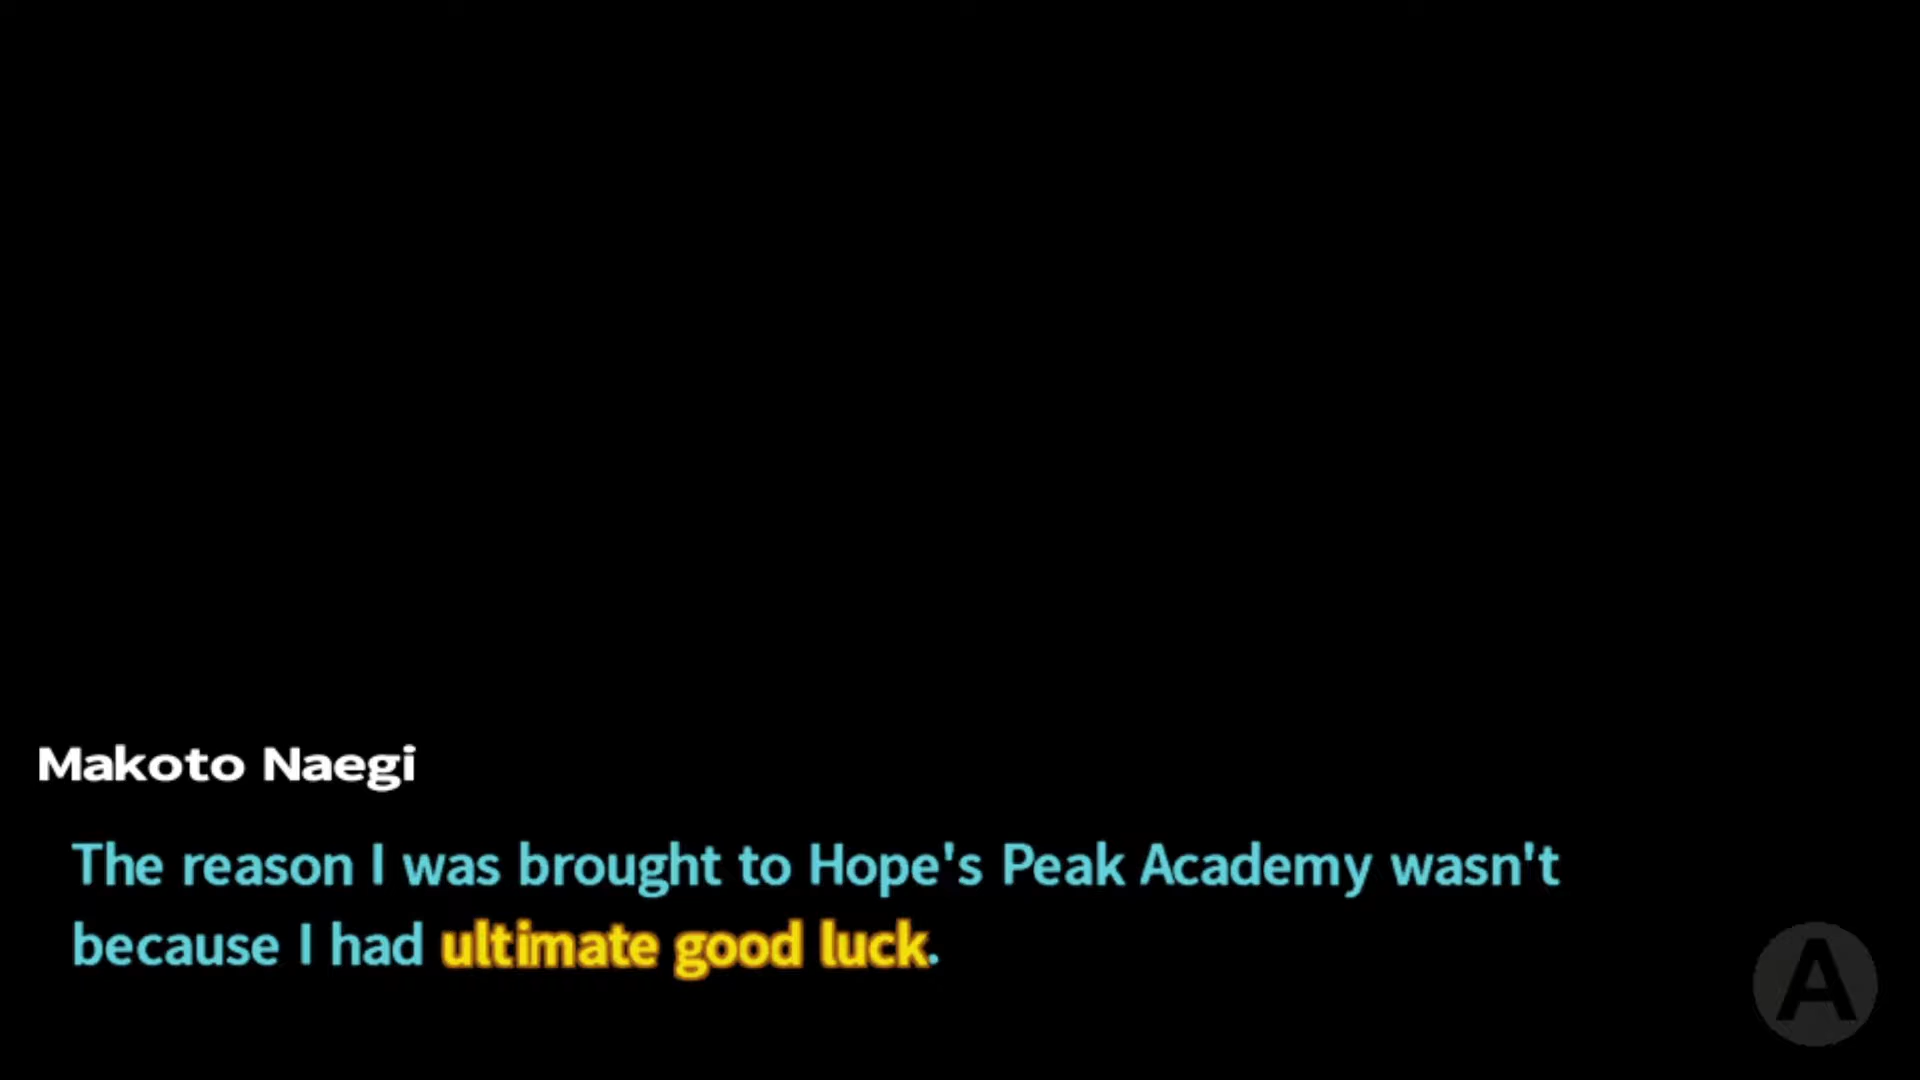 Makoto Naegi
The reason I was brought to Hope's Peak Academy wasn't
because I had ultimate good luck.
A